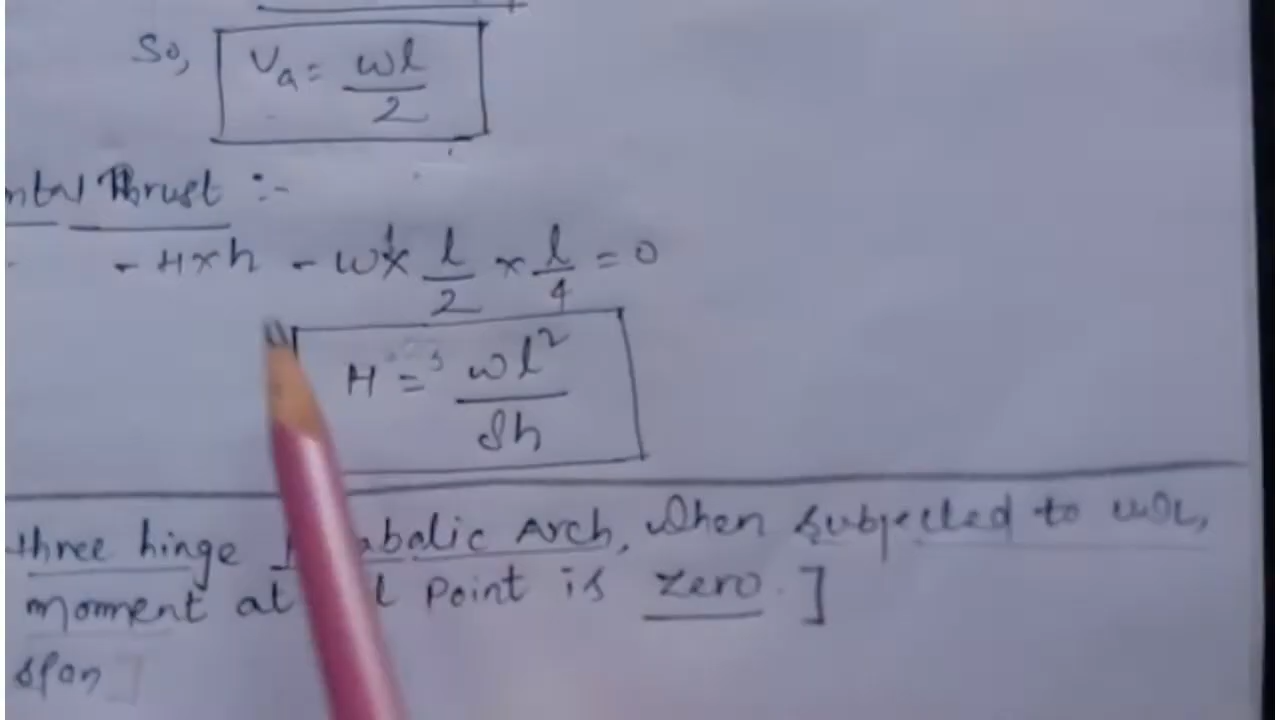 So, Va = wl/2
ntal Thrust :-
- H×h - w× l/2 × l/4 = 0
H = wl²/8h
three hinge Arch, when subjected to UDL,
moment at point is zero. ]
span ]